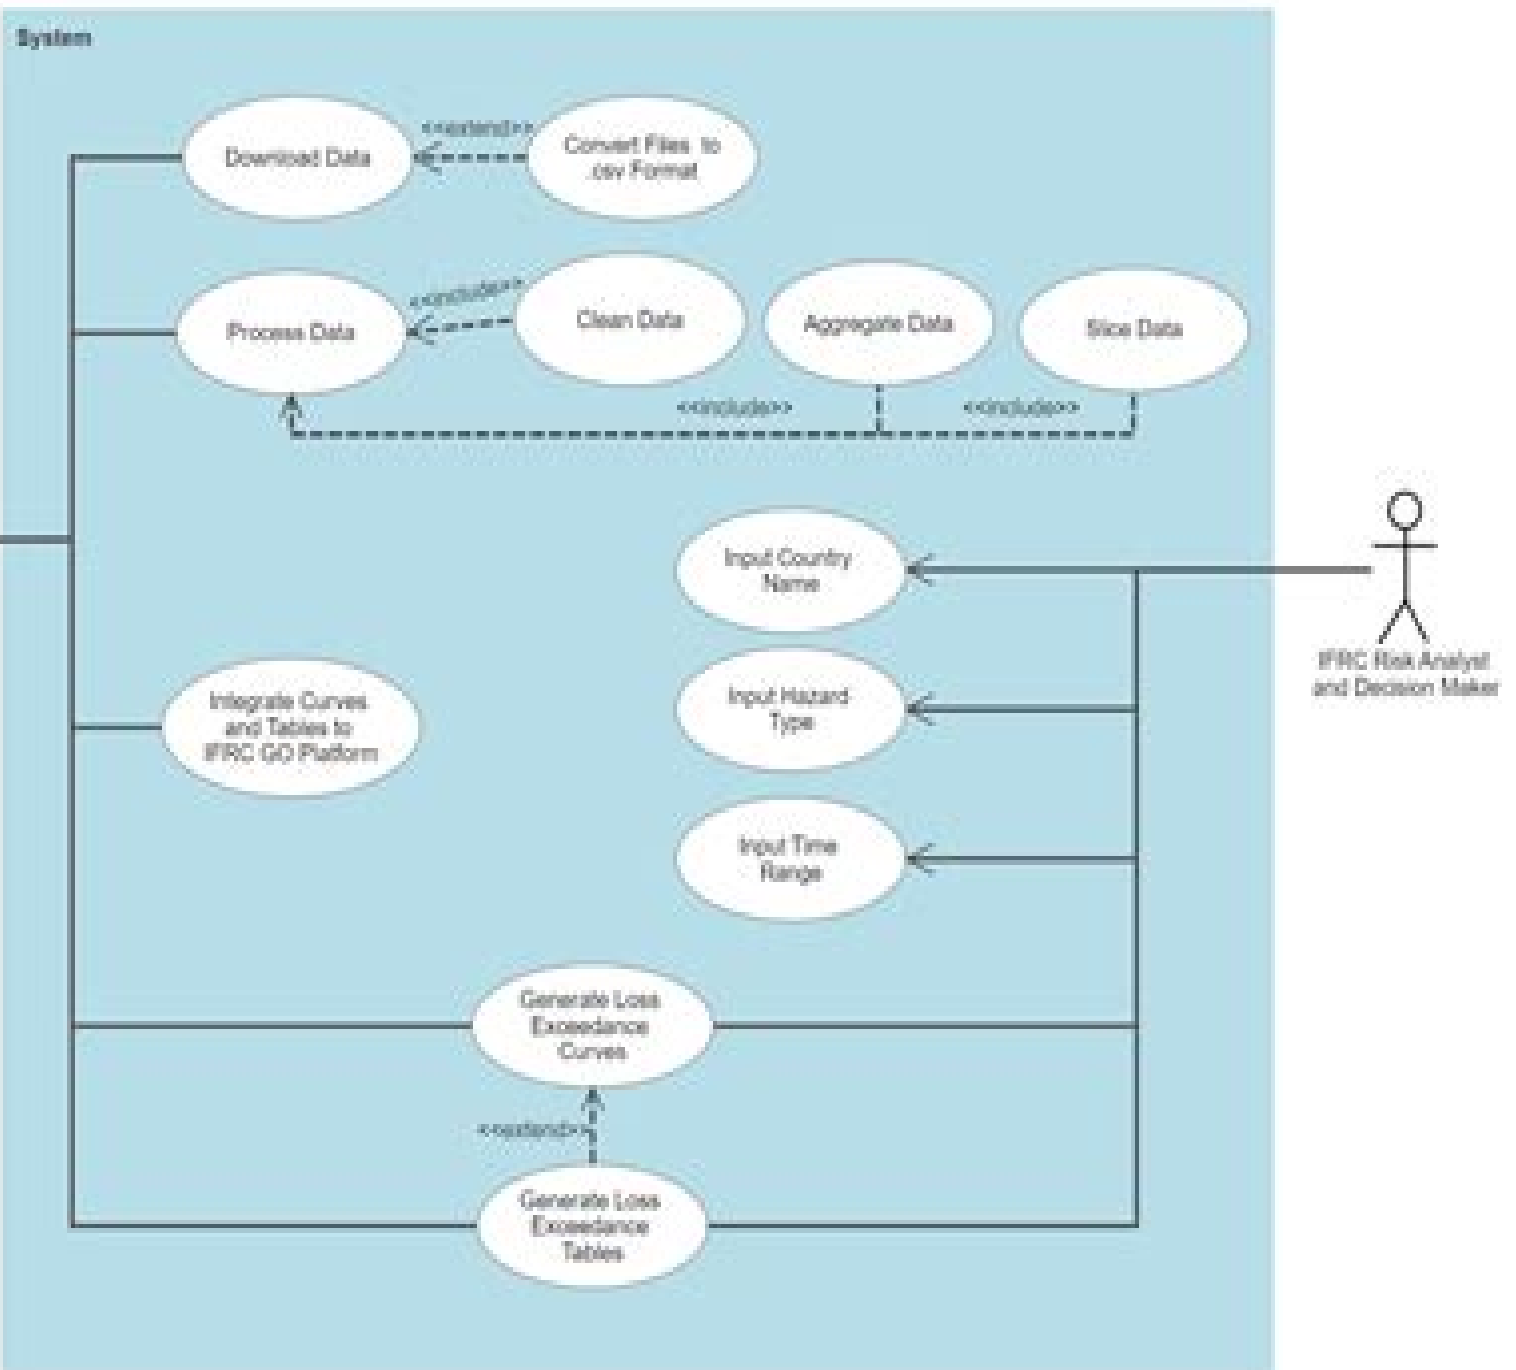 System
Download Data
<<extend>>
Convert Files to
.csv Format
Process Data
<<include>>
Clean Data
Aggregate Data
Slice Data
<<include>>
<<include>>
Input Country
Name
IFRC Risk Analyst
and Decision Maker
Input Hazard
Type
Integrate Curves
and Tables to
IFRC GO Platform
Input Time
Range
Generate Loss
Exceedance
Curves
<<extend>>
Generate Loss
Exceedance
Tables